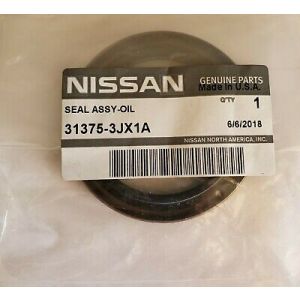 NISSAN
GENUINE PARTS
Made in U.S.A.
SEAL ASSY-OIL
Q'TY 1
31375-3JX1A
6/6/2018
NISSAN NORTH AMERICA, INC.